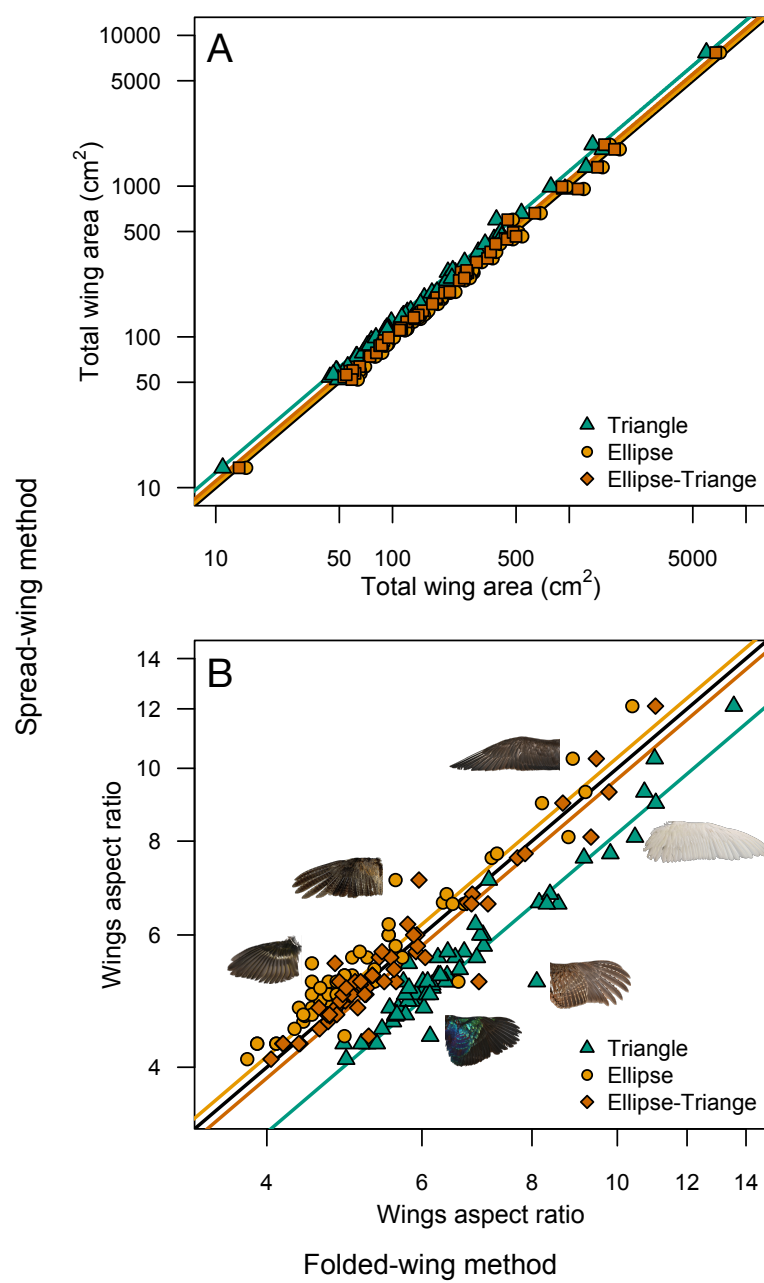 Spread-wing method
A
Total wing area (cm²)
10000
5000
1000
500
100
50
10
Triangle
Ellipse
Ellipse-Triange
10 50 100 500 5000
Total wing area (cm²)
B
Wings aspect ratio
14
12
10
8
6
4
Triangle
Ellipse
Ellipse-Triange
4 6 8 10 12 14
Wings aspect ratio
Folded-wing method